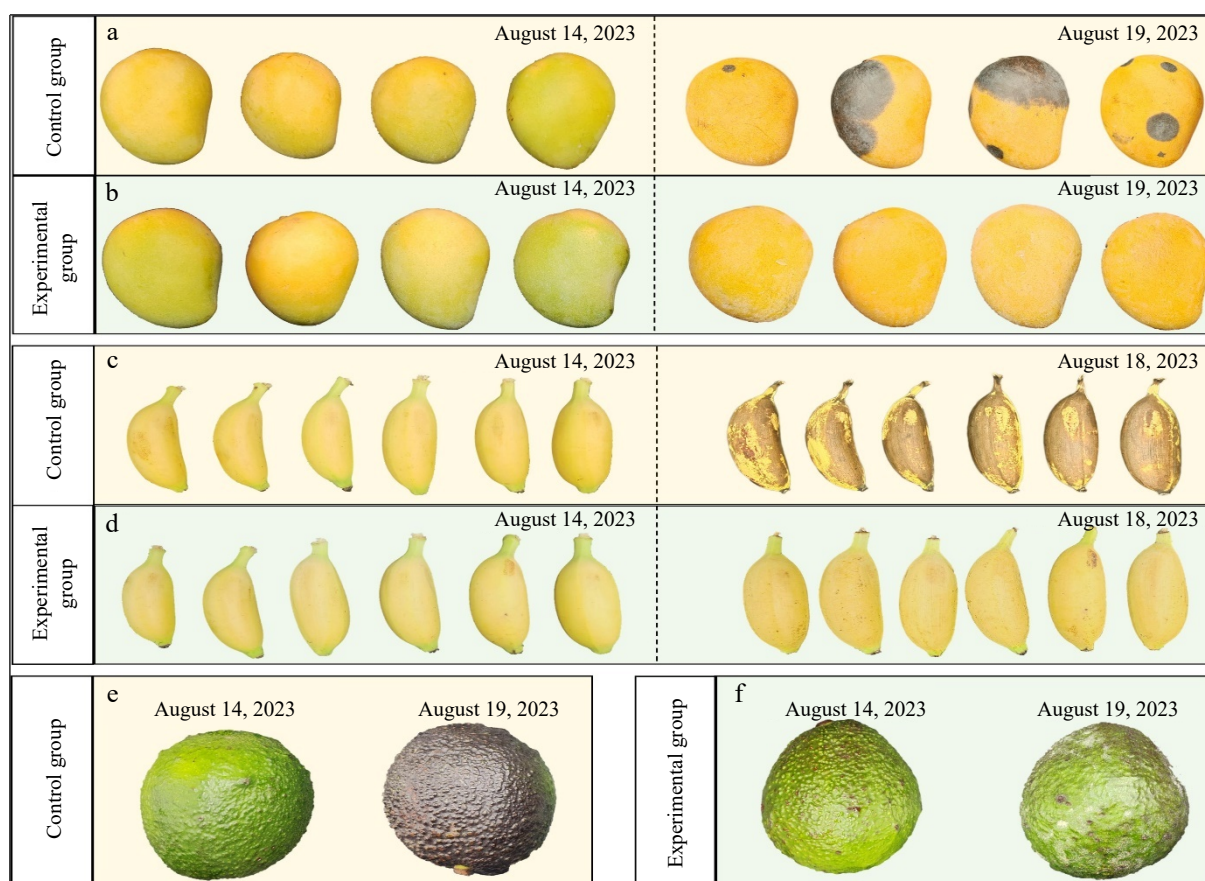 Control group
a
August 14, 2023
August 19, 2023
Experimental
group
b
August 14, 2023
August 19, 2023
Control group
c
August 14, 2023
August 18, 2023
Experimental
group
d
August 14, 2023
August 18, 2023
Control group
e
August 14, 2023
August 19, 2023
Experimental group
f
August 14, 2023
August 19, 2023